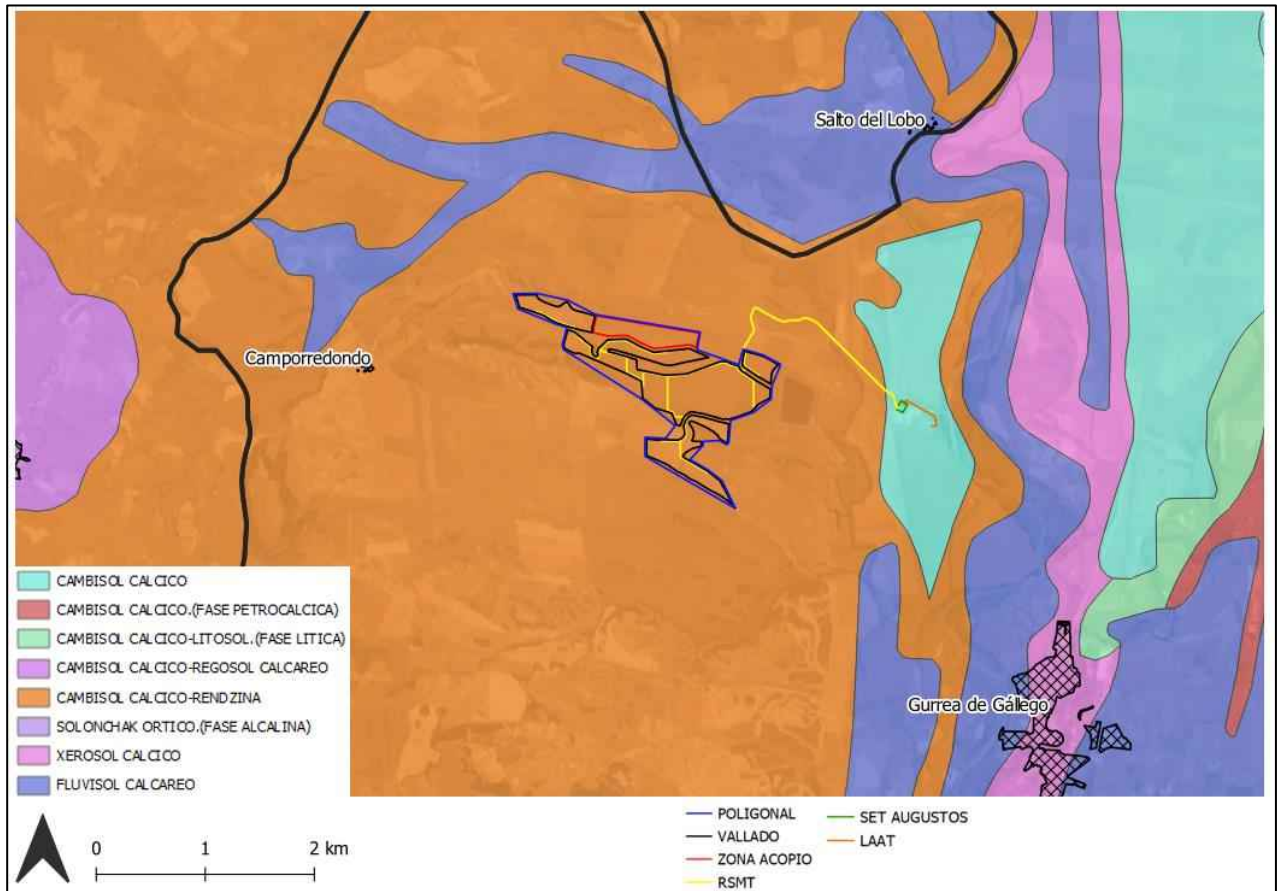 Salto del Lobo
Camporredondo
Gurrea de Gállego
CAMBISOL CALCICO
CAMBISOL CALCICO.(FASE PETROCALCICA)
CAMBISOL CALCICO-LITOSOL.(FASE LITICA)
CAMBISOL CALCICO-REGOSOL CALCAREO
CAMBISOL CALCICO-RENDZINA
SOLONCHAK ORTICO.(FASE ALCALINA)
XEROSOL CALCICO
FLUVISOL CALCAREO
0 1 2 km
POLIGONAL
VALLADO
ZONA ACOPIO
RSMT
SET AUGUSTOS
LAAT